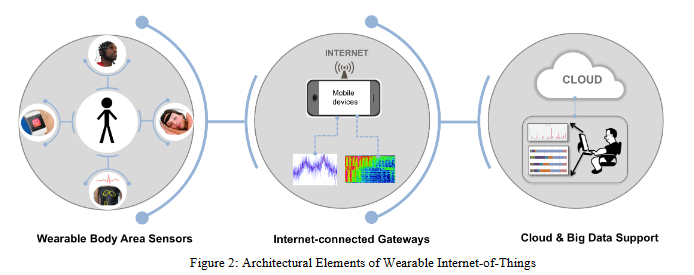 INTERNET
Mobile
devices
CLOUD
Wearable Body Area Sensors
Internet-connected Gateways
Cloud & Big Data Support
Figure 2: Architectural Elements of Wearable Internet-of-Things